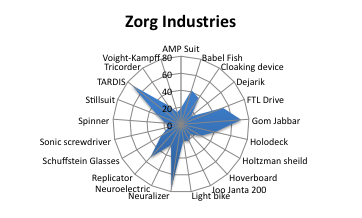 Zorg Industries
AMP Suit
Voight-Kampff
Babel Fish
Tricorder
Cloaking device
TARDIS
Dejarik
Stillsuit
FTL Drive
Spinner
Gom Jabbar
Sonic screwdriver
Holodeck
Schuffstein Glasses
Holtzman sheild
Replicator
Hoverboard
Neuroelectric
Joo Janta 200
Neuralizer
Light bike
80
60
40
20
0